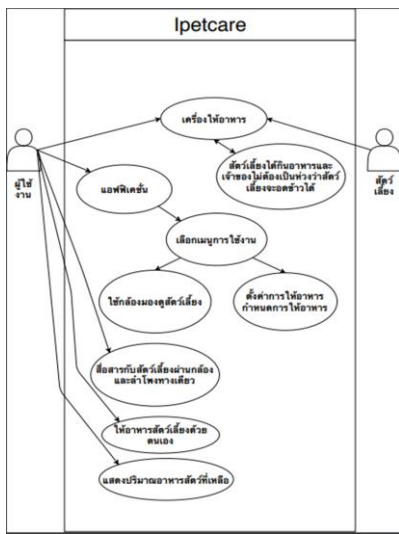 Ipetcare
เครื่องให้อาหาร
สัตว์เลี้ยงได้กินอาหารและ
เจ้าของไม่ต้องเป็นห่วงว่าสัตว์
เลี้ยงจะอดข้าวได้
ผู้ใช้
งาน
สัตว์
เลี้ยง
แอฟพิเคชั่น
เลือกเมนูการใช้งาน
ใช้กล้องมองดูสัตว์เลี้ยง
ตั้งค่าการให้อาหาร
กำหนดการให้อาหาร
สื่อสารกับสัตว์เลี้ยงผ่านกล้อง
และลำโพงทางเดียว
ให้อาหารสัตว์เลี้ยงด้วย
ตนเอง
แสดงปริมาณอาหารสัตว์ที่เหลือ